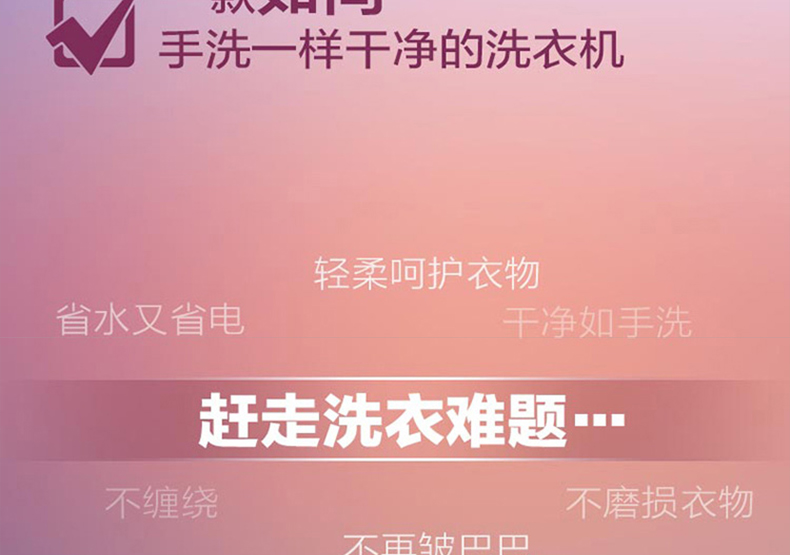 一款如同
手洗一样干净的洗衣机
轻柔呵护衣物
省水又省电
干净如手洗
赶走洗衣难题…
不缠绕
不磨损衣物
不再皱巴巴